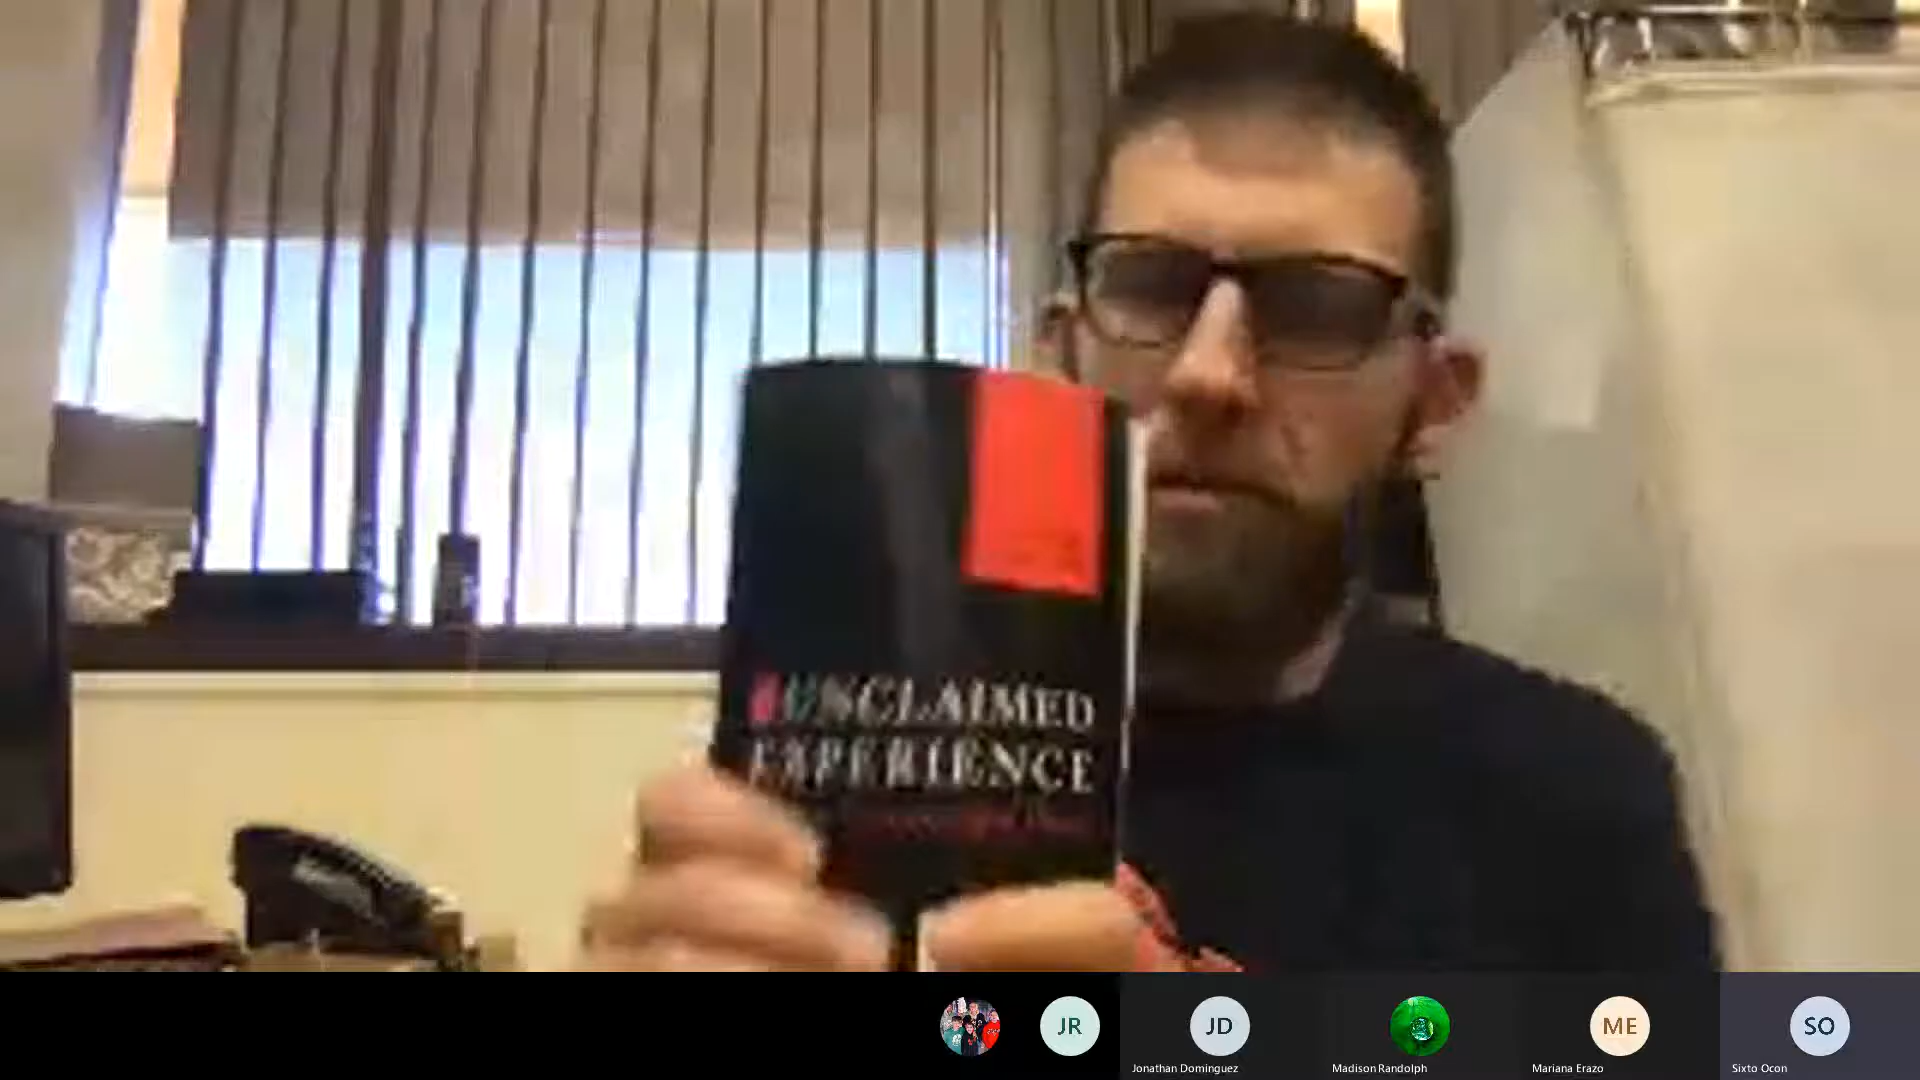 UNCLAIMED
EXPERIENCE
JR
JD
ME
SO
Jonathan Dominguez
Madison Randolph
Mariana Erazo
Sixto Ocon